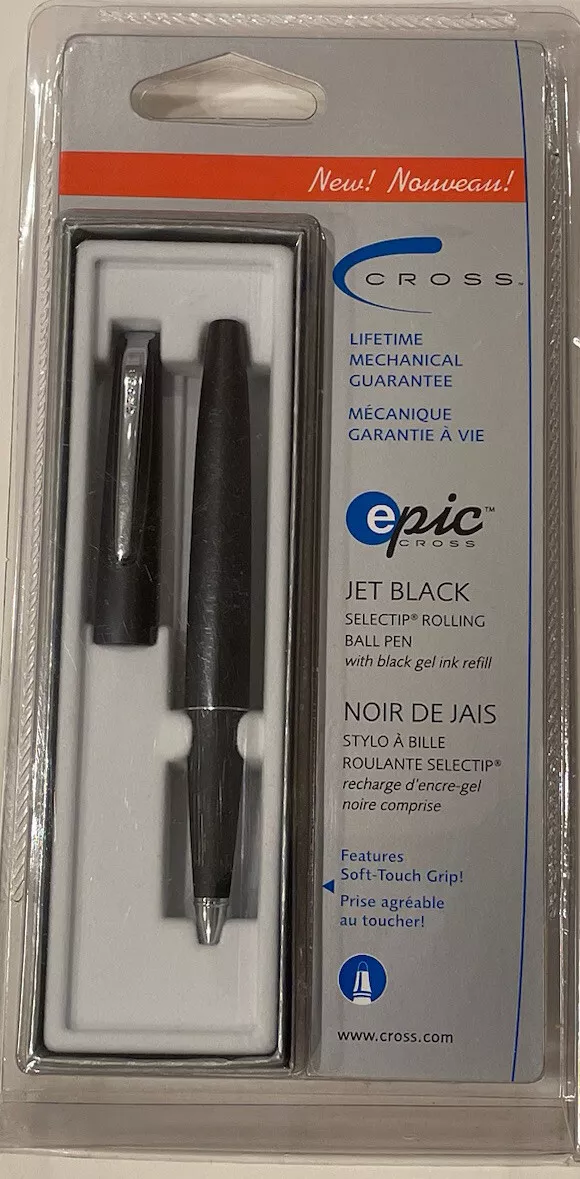 New! Nouveau!
CROSS™
LIFETIME
MECHANICAL
GUARANTEE
MÉCANIQUE
GARANTIE À VIE
epic™
CROSS
JET BLACK
SELECTIP® ROLLING
BALL PEN
with black gel ink refill
NOIR DE JAIS
STYLO À BILLE
ROULANTE SELECTIP®
recharge d'encre-gel
noire comprise
Features
Soft-Touch Grip!
Prise agréable
au toucher!
www.cross.com
CROSS